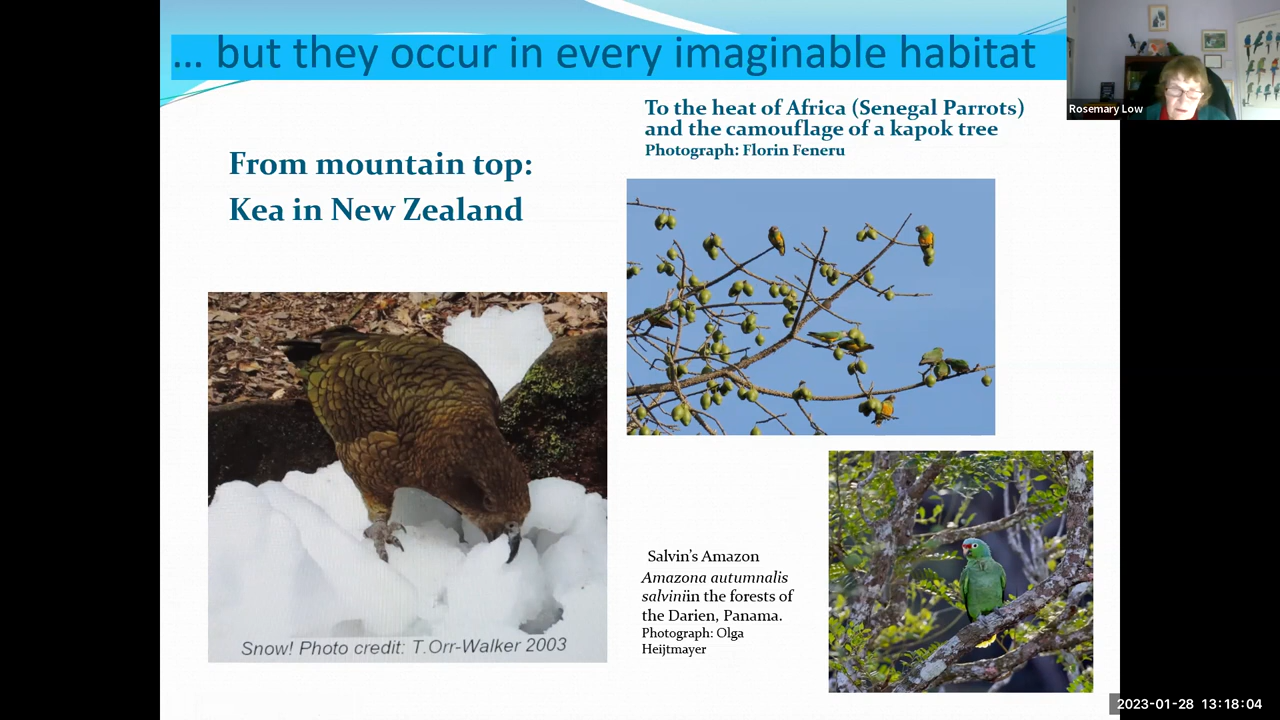 ... but they occur in every imaginable habitat
Rosemary Low
To the heat of Africa (Senegal Parrots)
and the camouflage of a kapok tree
Photograph: Florin Feneru
From mountain top:
Kea in New Zealand
Snow! Photo credit: T.Orr-Walker 2003
Salvin's Amazon
Amazona autumnalis
salviniin the forests of
the Darien, Panama.
Photograph: Olga
Heijtmayer
2023-01-28 13:18:04